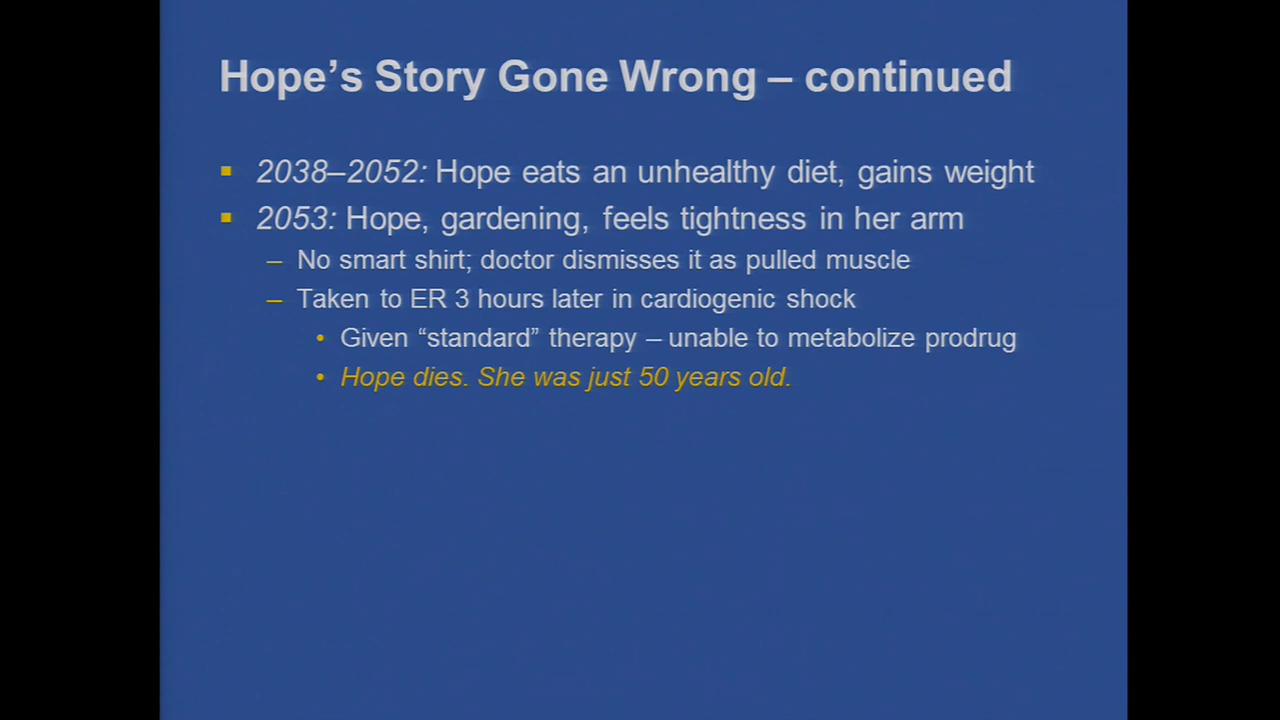 Hope’s Story Gone Wrong – continued
▪ 2038–2052: Hope eats an unhealthy diet, gains weight
▪ 2053: Hope, gardening, feels tightness in her arm
– No smart shirt; doctor dismisses it as pulled muscle
– Taken to ER 3 hours later in cardiogenic shock
• Given “standard” therapy – unable to metabolize prodrug
• Hope dies. She was just 50 years old.